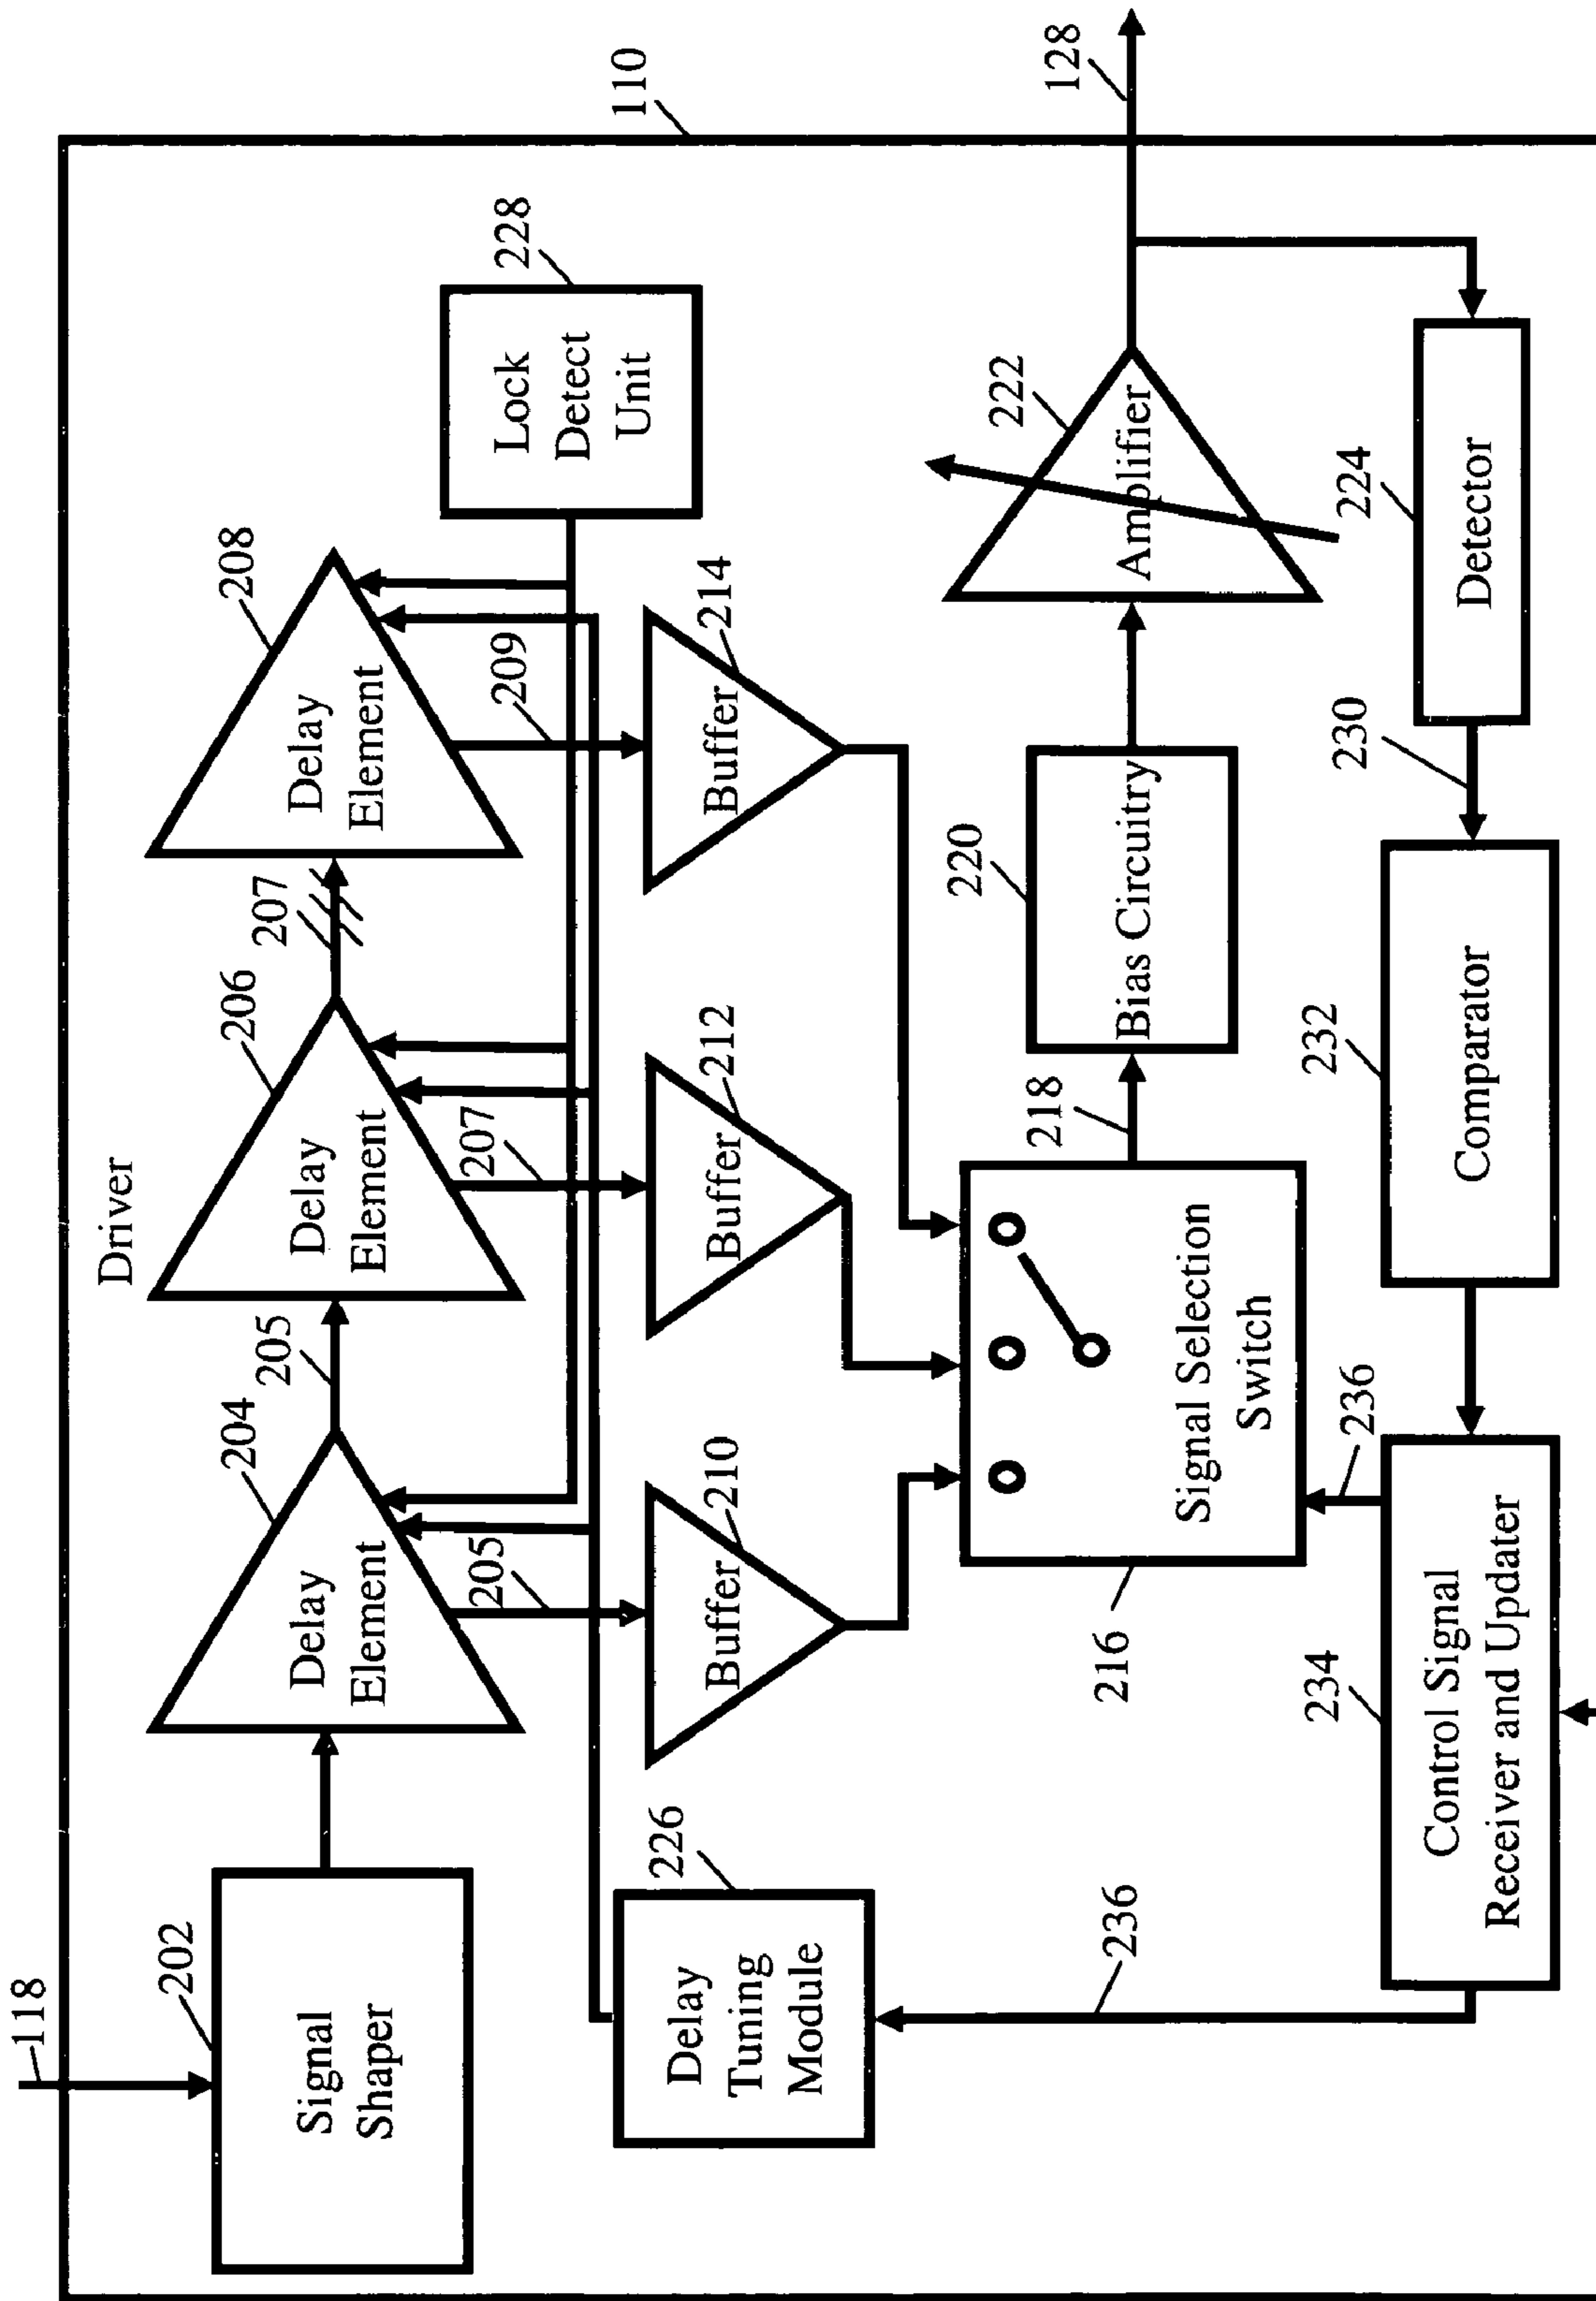 118
Driver
110
202
Signal
Shaper
204
Delay
Element
205
206
Delay
Element
207
208
Delay
Element
228
Lock
Detect
Unit
205
207
209
226
Delay
Tuning
Module
210
Buffer
212
Buffer
214
Buffer
216
Signal Selection
Switch
218
220
Bias Circuitry
222
Amplifier
128
236
236
234
Control Signal
Receiver and Updater
232
Comparator
230
224
Detector